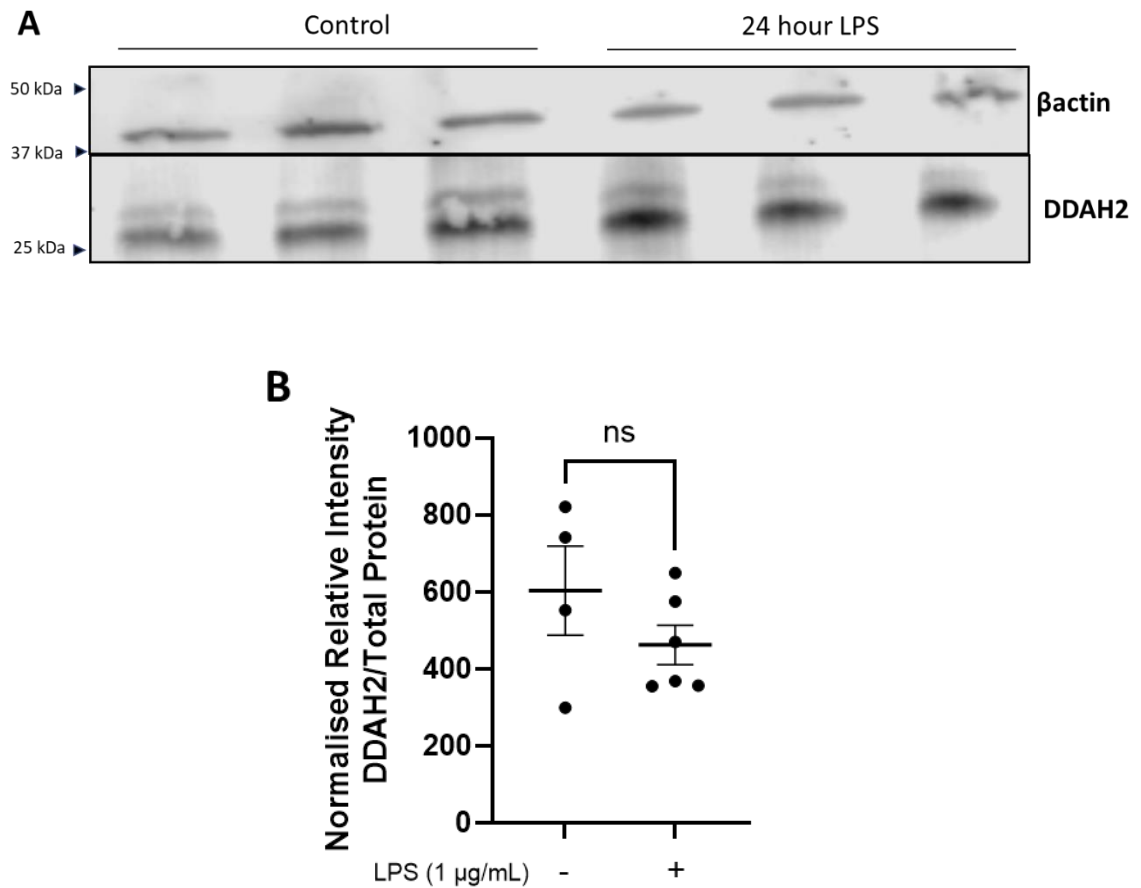 A
Control
24 hour LPS
50 kDa
βactin
37 kDa
DDAH2
25 kDa
B
Normalised Relative Intensity
DDAH2/Total Protein
ns
1000
800
600
400
200
0
LPS (1 µg/mL) - +